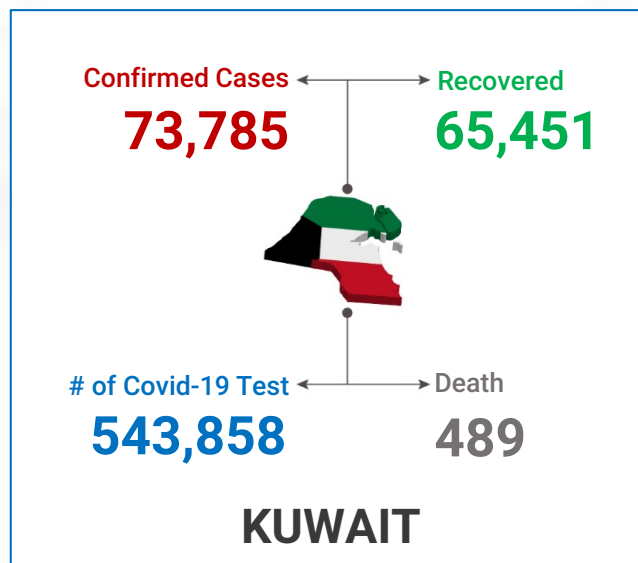 Confirmed Cases
73,785
Recovered
65,451
# of Covid-19 Test
543,858
Death
489
KUWAIT